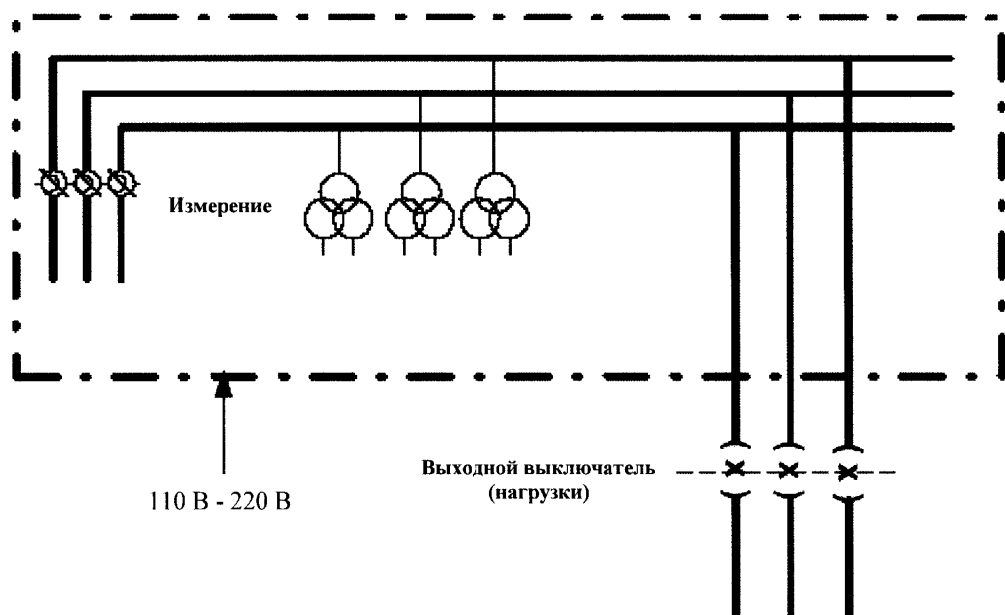 Измерение
Выходной выключатель
(нагрузки)
110 В - 220 В